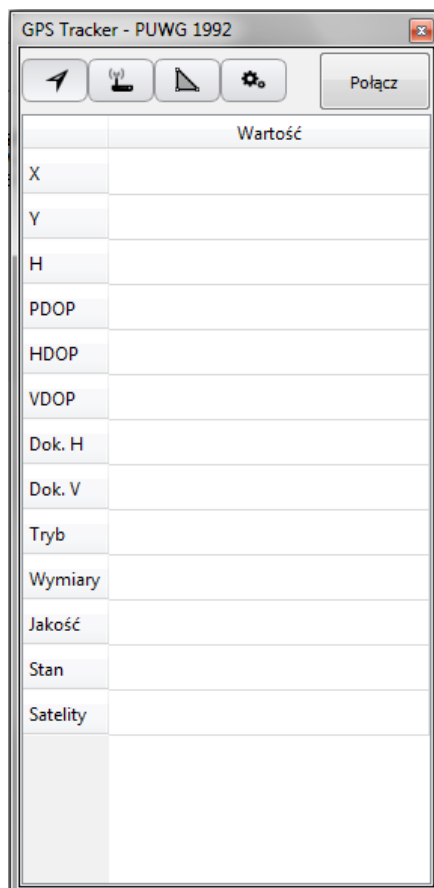 GPS Tracker - PUWG 1992
Połącz
Wartość
X
Y
H
PDOP
HDOP
VDOP
Dok. H
Dok. V
Tryb
Wymiary
Jakość
Stan
Satelity